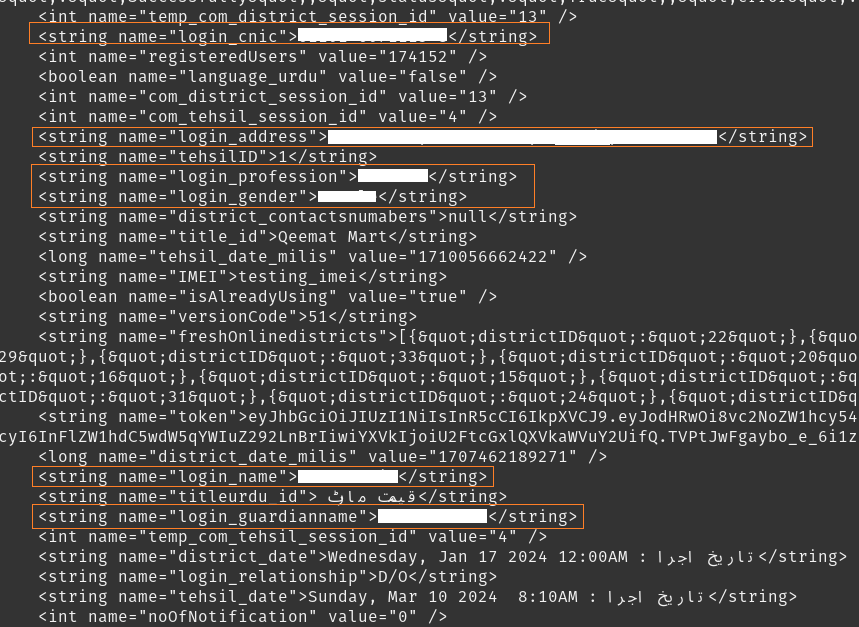 <int name="temp_com_district_session_id" value="13" />
<string name="login_cnic"></string>
<int name="registeredUsers" value="174152" />
<boolean name="language_urdu" value="false" />
<int name="com_district_session_id" value="13" />
<int name="com_tehsil_session_id" value="4" />
<string name="login_address"></string>
<string name="tehsilID">1</string>
<string name="login_profession"></string>
<string name="login_gender"></string>
<string name="district_contactsnumabers">null</string>
<string name="title_id">Qeemat Mart</string>
<long name="tehsil_date_milis" value="1710056662422" />
<string name="IMEI">testing_imei</string>
<boolean name="isAlreadyUsing" value="true" />
<string name="versionCode">51</string>
<string name="freshOnlinedistricts">[{&quot;districtID&quot;:&quot;22&quot;},{&q
29&quot;},{&quot;districtID&quot;:&quot;33&quot;},{&quot;districtID&quot;:&quot;20&quo
ot;:&quot;16&quot;},{&quot;districtID&quot;:&quot;15&quot;},{&quot;districtID&quot;:&q
ctID&quot;:&quot;31&quot;},{&quot;districtID&quot;:&quot;24&quot;},{&quot;districtID&q
<string name="token">eyJhbGciOiJIUzI1NiIsInR5cCI6IkpXVCJ9.eyJodHRwOi8vc2NoZW1hcy54
cyI6InFlZW1hdC5wdW5qYWIuZ292LnBrIiwiYXVkIjoiU2FtcGxlQXVkaWVuY2UifQ.TVPtJwFgaybo_e_6i1z
<long name="district_date_milis" value="1707462189271" />
<string name="login_name"></string>
<string name="titleurdu_id"> قیمت مارٹ</string>
<string name="login_guardianname"></string>
<int name="temp_com_tehsil_session_id" value="4" />
<string name="district_date">Wednesday, Jan 17 2024 12:00AM : تاریخ اجرا</string>
<string name="login_relationship">D/O</string>
<string name="tehsil_date">Sunday, Mar 10 2024  8:10AM : تاریخ اجرا</string>
<int name="noOfNotification" value="0" />